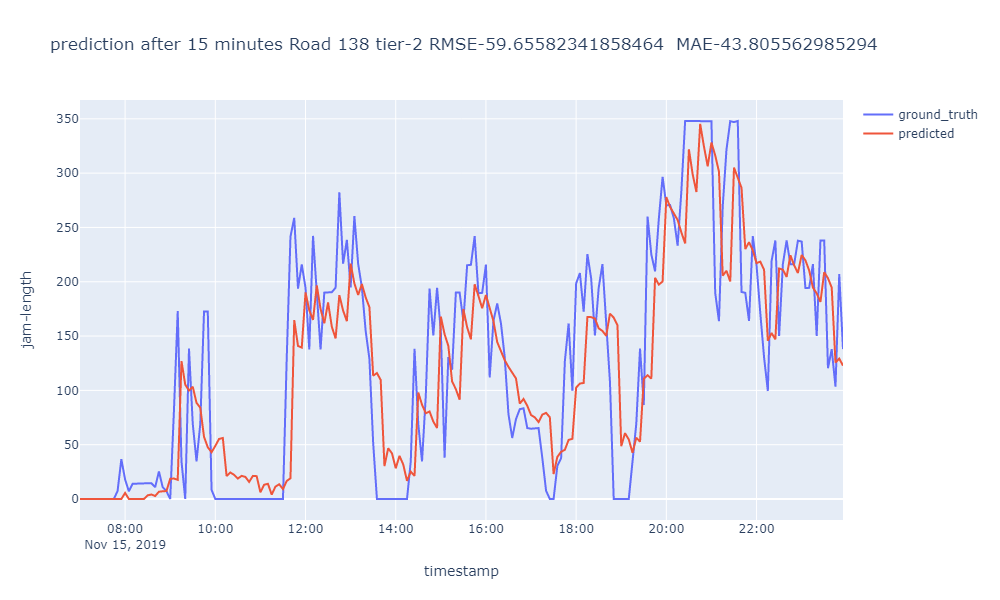 prediction after 15 minutes Road 138 tier-2 RMSE-59.65582341858464  MAE-43.805562985294
ground_truth
predicted
350
300
250
200
150
100
50
0
jam-length
08:00 10:00 12:00 14:00 16:00 18:00 20:00 22:00
Nov 15, 2019
timestamp